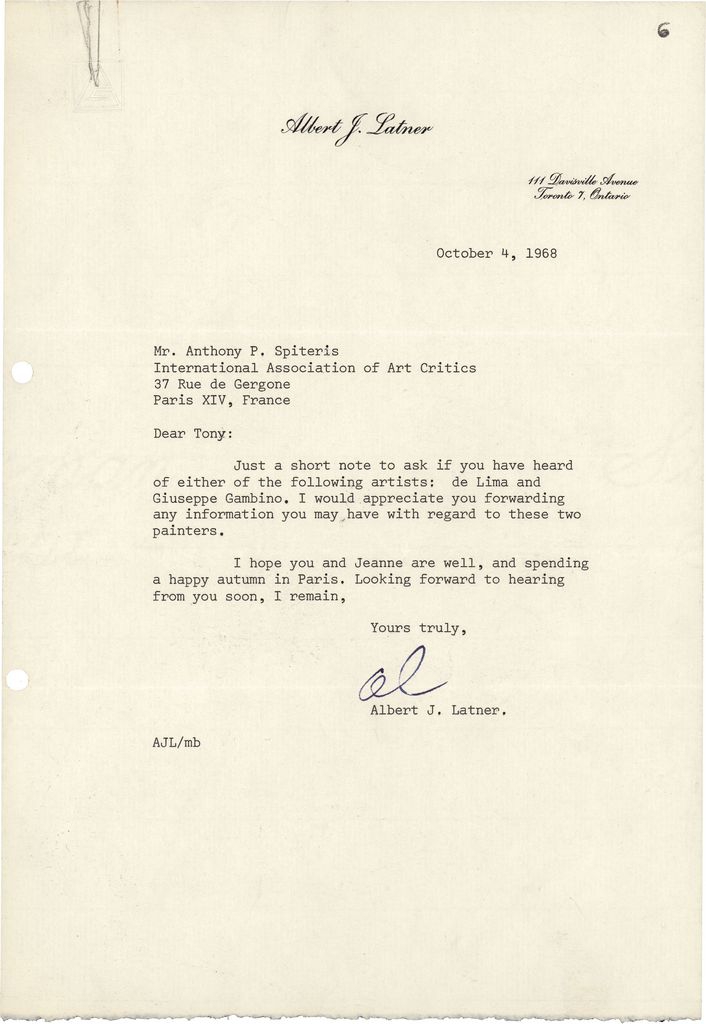 6
Albert J. Latner
111 Davisville Avenue
Toronto 7, Ontario
October 4, 1968
Mr. Anthony P. Spiteris
International Association of Art Critics
37 Rue de Gergone
Paris XIV, France
Dear Tony:
Just a short note to ask if you have heard
of either of the following artists: de Lima and
Giuseppe Gambino. I would appreciate you forwarding
any information you may have with regard to these two
painters.
I hope you and Jeanne are well, and spending
a happy autumn in Paris. Looking forward to hearing
from you soon, I remain,
Yours truly,
al
Albert J. Latner.
AJL/mb